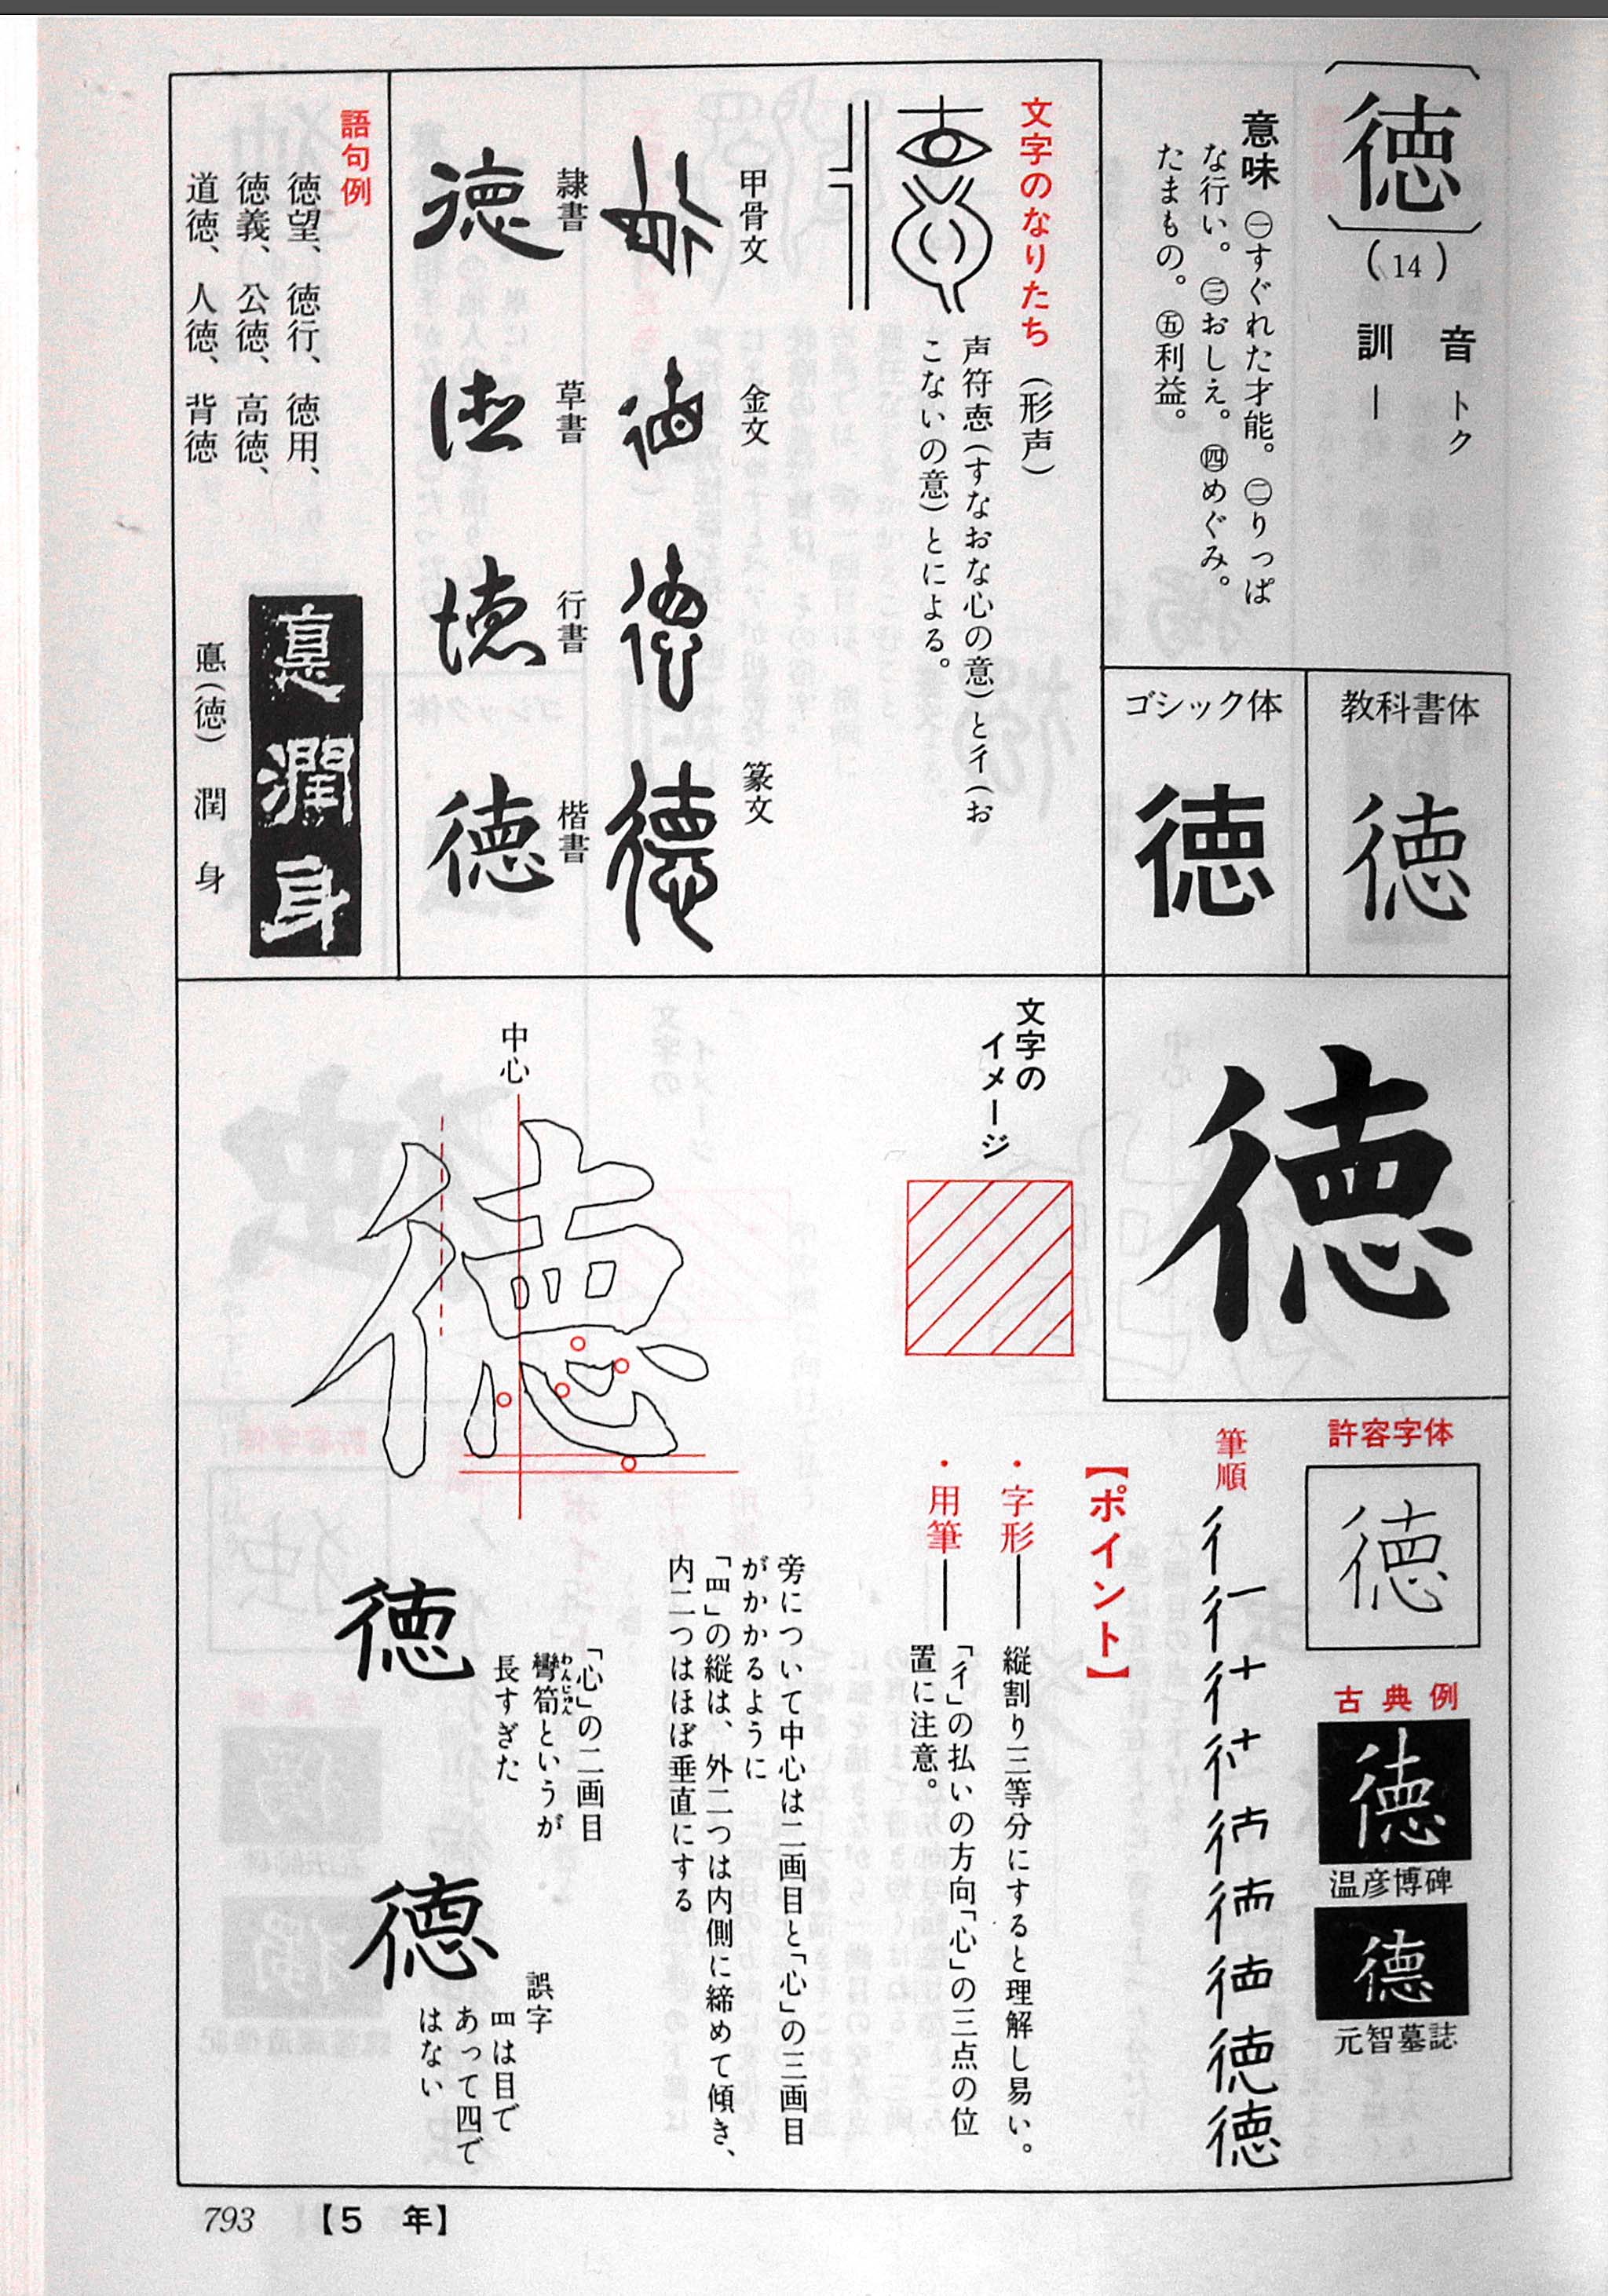 徳
(14)
音 トク
訓 ―
意味 ㊀すぐれた才能。㊁りっぱ
な行い。㊂おしえ。㊃めぐみ。
たまもの。㊄利益。
教科書体
徳
ゴシック体
徳
文字のなりたち (形声)
声符悳(すなおな心の意)と彳(お
こないの意)とによる。
甲骨文
金文
篆文
隷書
徳
草書
行書
楷書
徳
語句例
徳望、徳行、徳用、
徳義、公徳、高徳、
道徳、人徳、背徳
悳潤身
悳(徳) 潤 身
徳
許容字体
徳
古典例
徳
温彦博碑
徳
元智墓誌
筆順
徳
【ポイント】
・字形――縦割り三等分にすると理解し易い。
・用筆――「彳」の払いの方向「心」の三点の位
置に注意。
文字の
イメージ
中心
旁について中心は二画目と「心」の三画目
がかかるように
「罒」の縦は、外二つは内側に締めて傾き、
内二つはほぼ垂直にする
「心」の二画目
彎筍というが
わんじゅん
長すぎた
徳
誤字
罒は目で
あって四で
はない
793 【5 年】